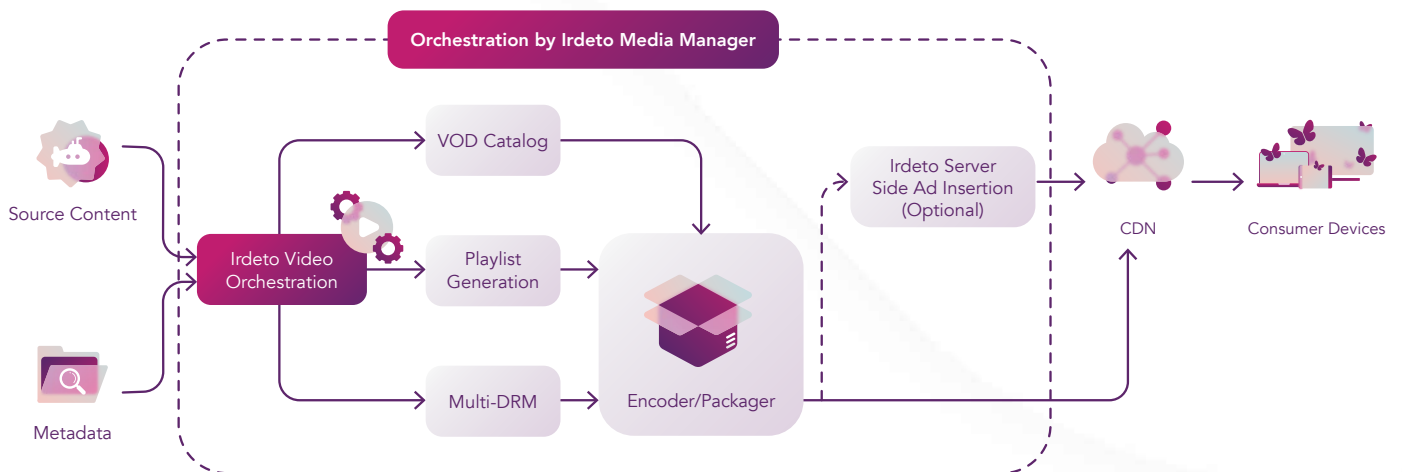 Orchestration by Irdeto Media Manager
Source Content
Metadata
Irdeto Video
Orchestration
VOD Catalog
Playlist
Generation
Multi-DRM
Encoder/Packager
Irdeto Server
Side Ad Insertion
(Optional)
CDN
Consumer Devices